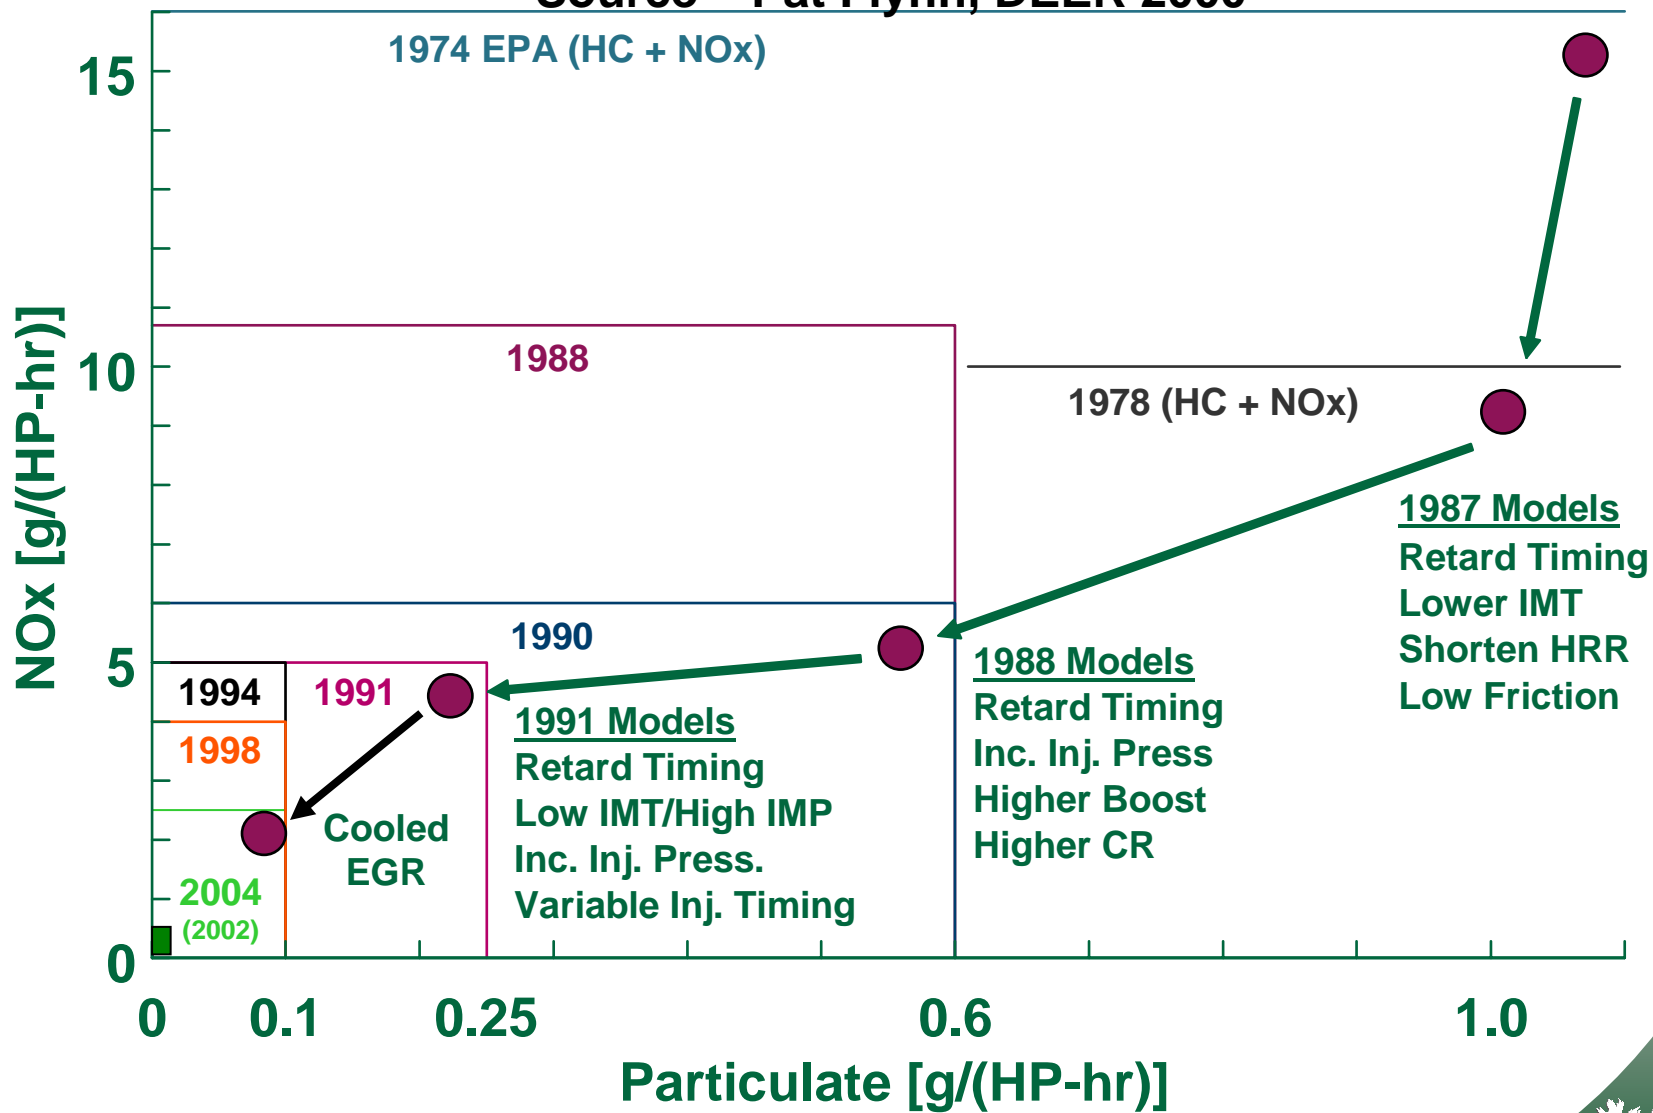 1974 EPA (HC + NOx)
15
10
5
0
NOx [g/(HP-hr)]
1988
1978 (HC + NOx)
1987 Models
Retard Timing
Lower IMT
Shorten HRR
Low Friction
1990
1988 Models
Retard Timing
Inc. Inj. Press
Higher Boost
Higher CR
1994
1991
1998
1991 Models
Retard Timing
Low IMT/High IMP
Inc. Inj. Press.
Variable Inj. Timing
Cooled
EGR
2004
(2002)
0
0.1
0.25
0.6
1.0
Particulate [g/(HP-hr)]